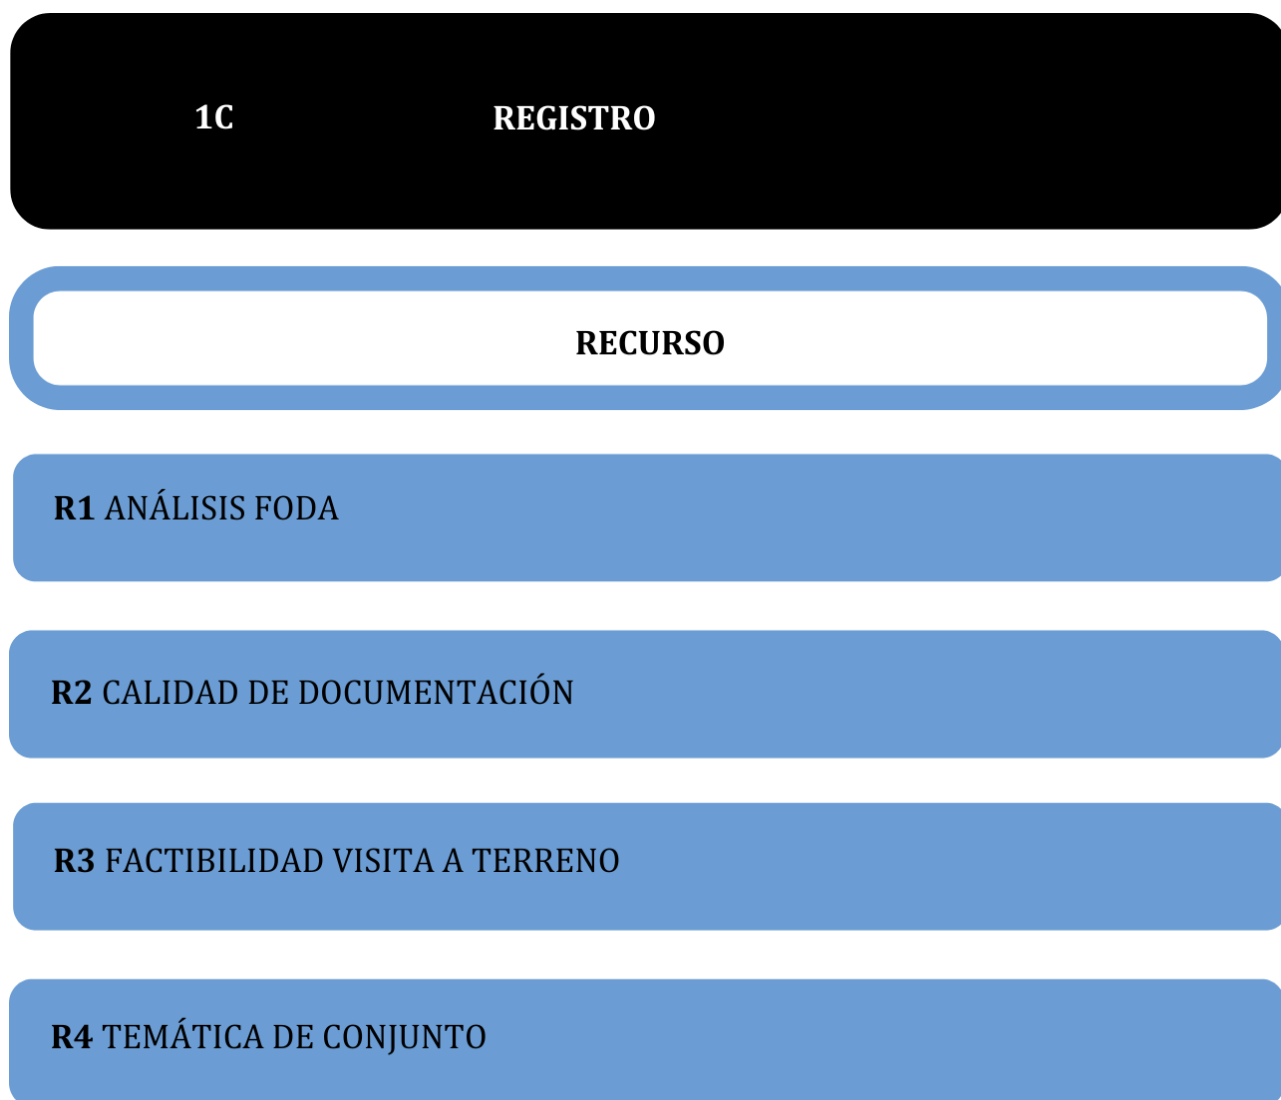 1C REGISTRO
RECURSO
R1 ANÁLISIS FODA
R2 CALIDAD DE DOCUMENTACIÓN
R3 FACTIBILIDAD VISITA A TERRENO
R4 TEMÁTICA DE CONJUNTO